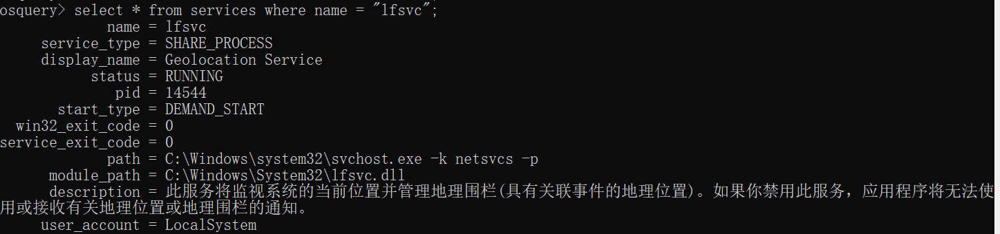 osquery> select * from services where name = "lfsvc";
name = lfsvc
service_type = SHARE_PROCESS
display_name = Geolocation Service
status = RUNNING
pid = 14544
start_type = DEMAND_START
win32_exit_code = 0
service_exit_code = 0
path = C:\Windows\system32\svchost.exe -k netsvcs -p
module_path = C:\Windows\System32\lfsvc.dll
description = 此服务将监视系统的当前位置并管理地理围栏(具有关联事件的地理位置)。如果你禁用此服务，应用程序将无法使
用或接收有关地理位置或地理围栏的通知。
user_account = LocalSystem